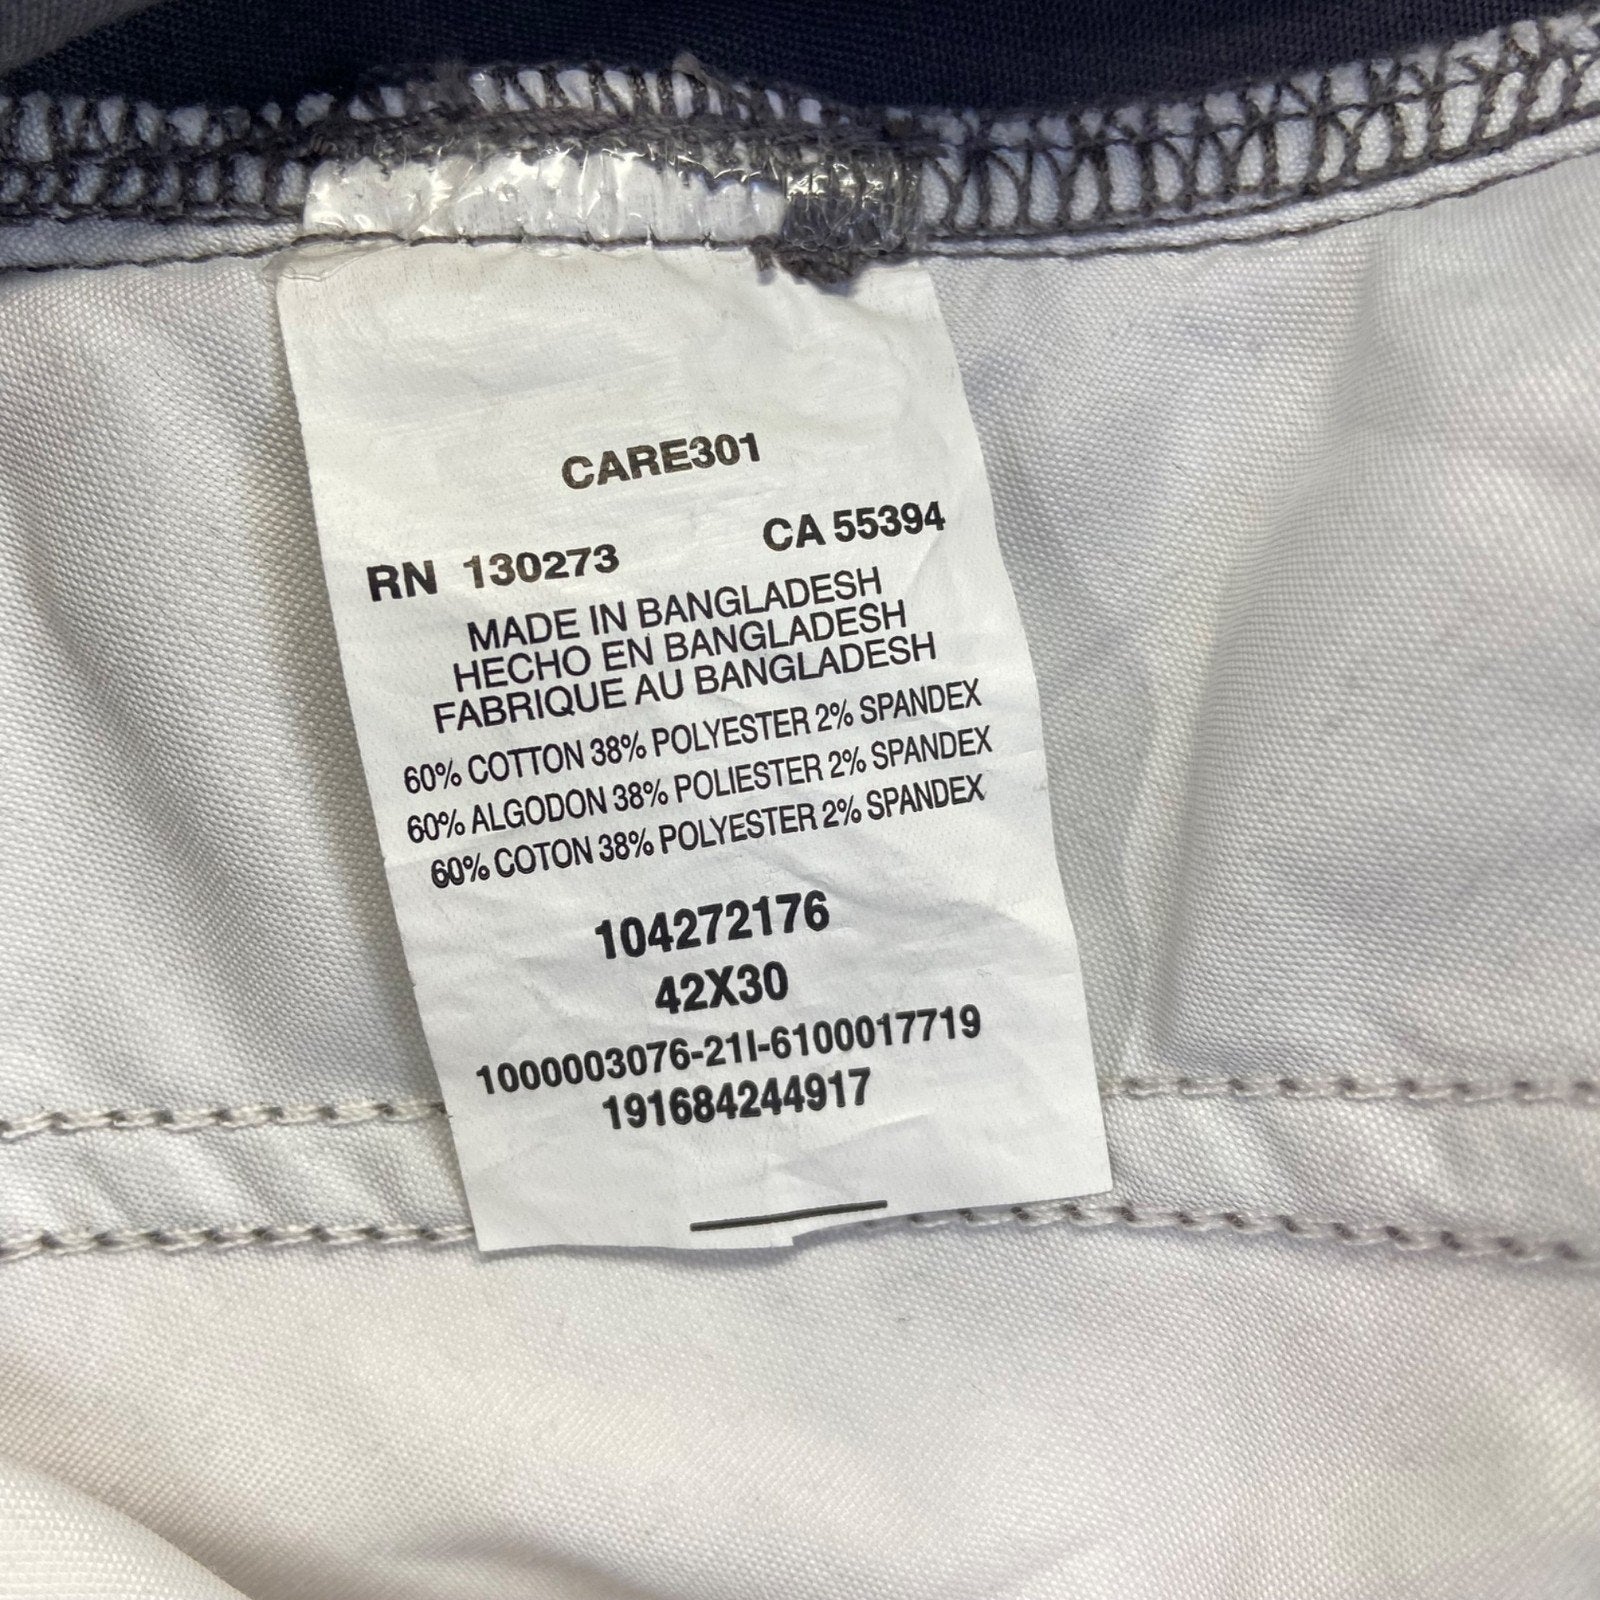 CARE301
RN 130273 CA 55394
MADE IN BANGLADESH
HECHO EN BANGLADESH
FABRIQUE AU BANGLADESH
60% COTTON 38% POLYESTER 2% SPANDEX
60% ALGODON 38% POLIESTER 2% SPANDEX
60% COTON 38% POLYESTER 2% SPANDEX
104272176
42X30
1000003076-21I-6100017719
191684244917